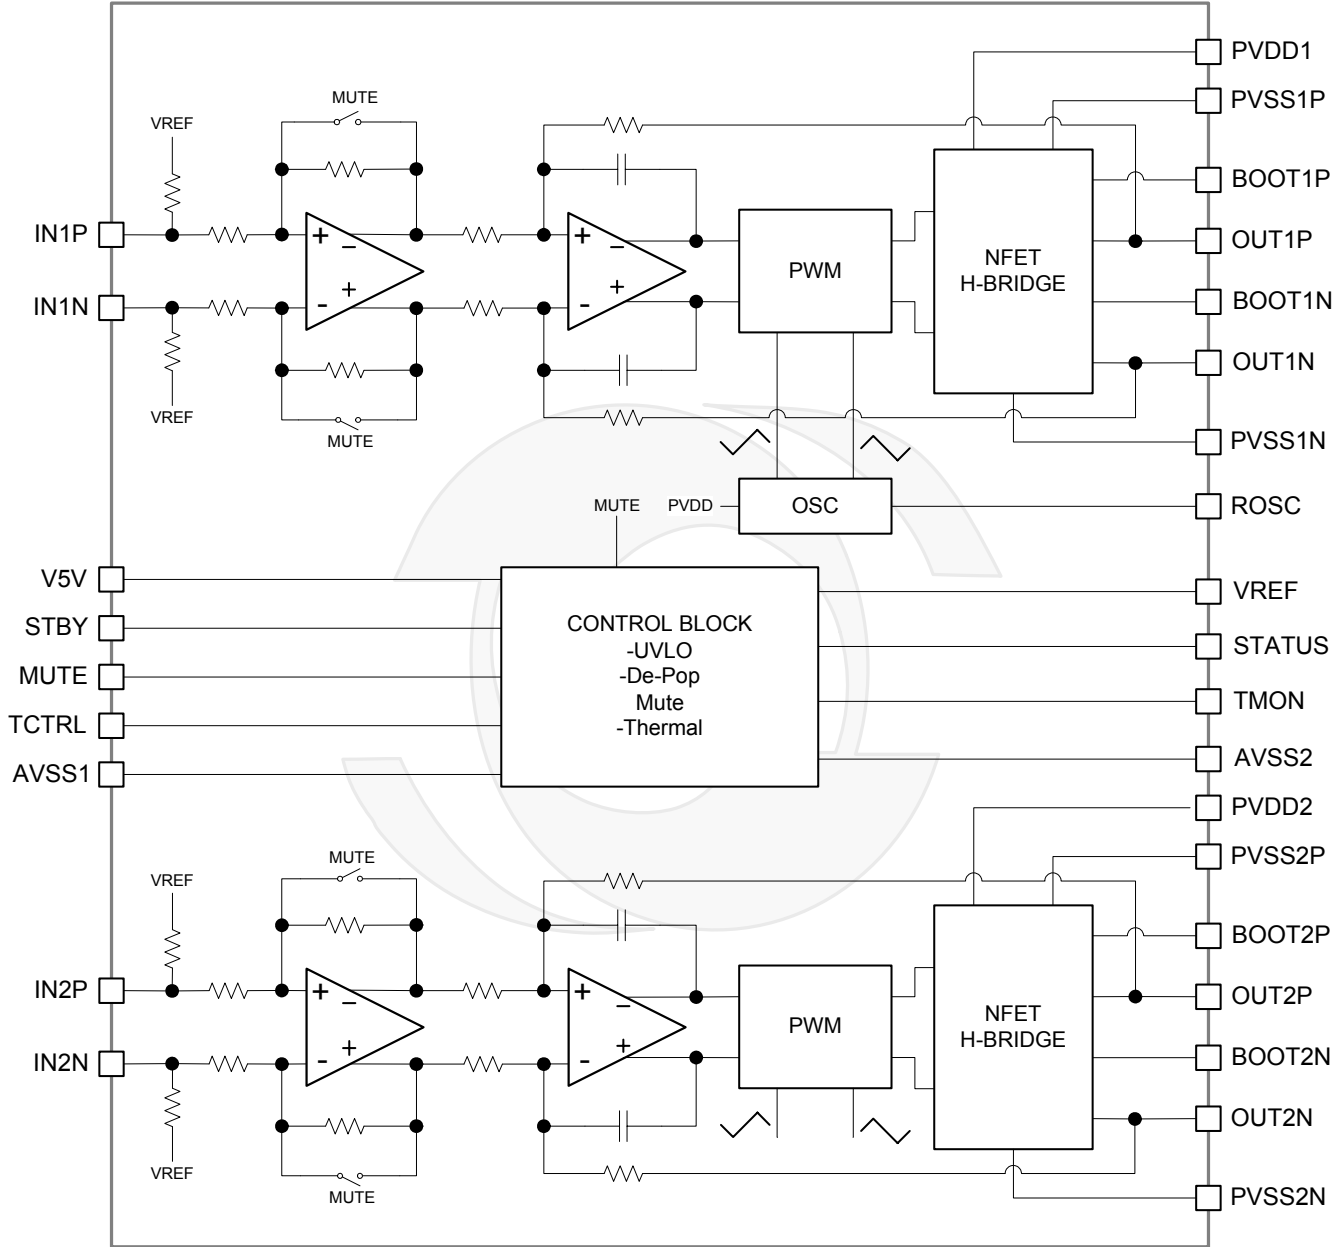 PVDD1
PVSS1P
MUTE
VREF
BOOT1P
IN1P
+
−
+
−
PWM
NFET
H-BRIDGE
OUT1P
IN1N
-
+
-
+
BOOT1N
OUT1N
VREF
MUTE
PVSS1N
MUTE
PVDD
OSC
ROSC
V5V
STBY
MUTE
TCTRL
AVSS1
CONTROL BLOCK
-UVLO
-De-Pop
Mute
-Thermal
VREF
STATUS
TMON
AVSS2
PVDD2
PVSS2P
MUTE
VREF
BOOT2P
IN2P
+
−
+
−
PWM
NFET
H-BRIDGE
OUT2P
IN2N
-
+
-
+
BOOT2N
OUT2N
VREF
MUTE
PVSS2N